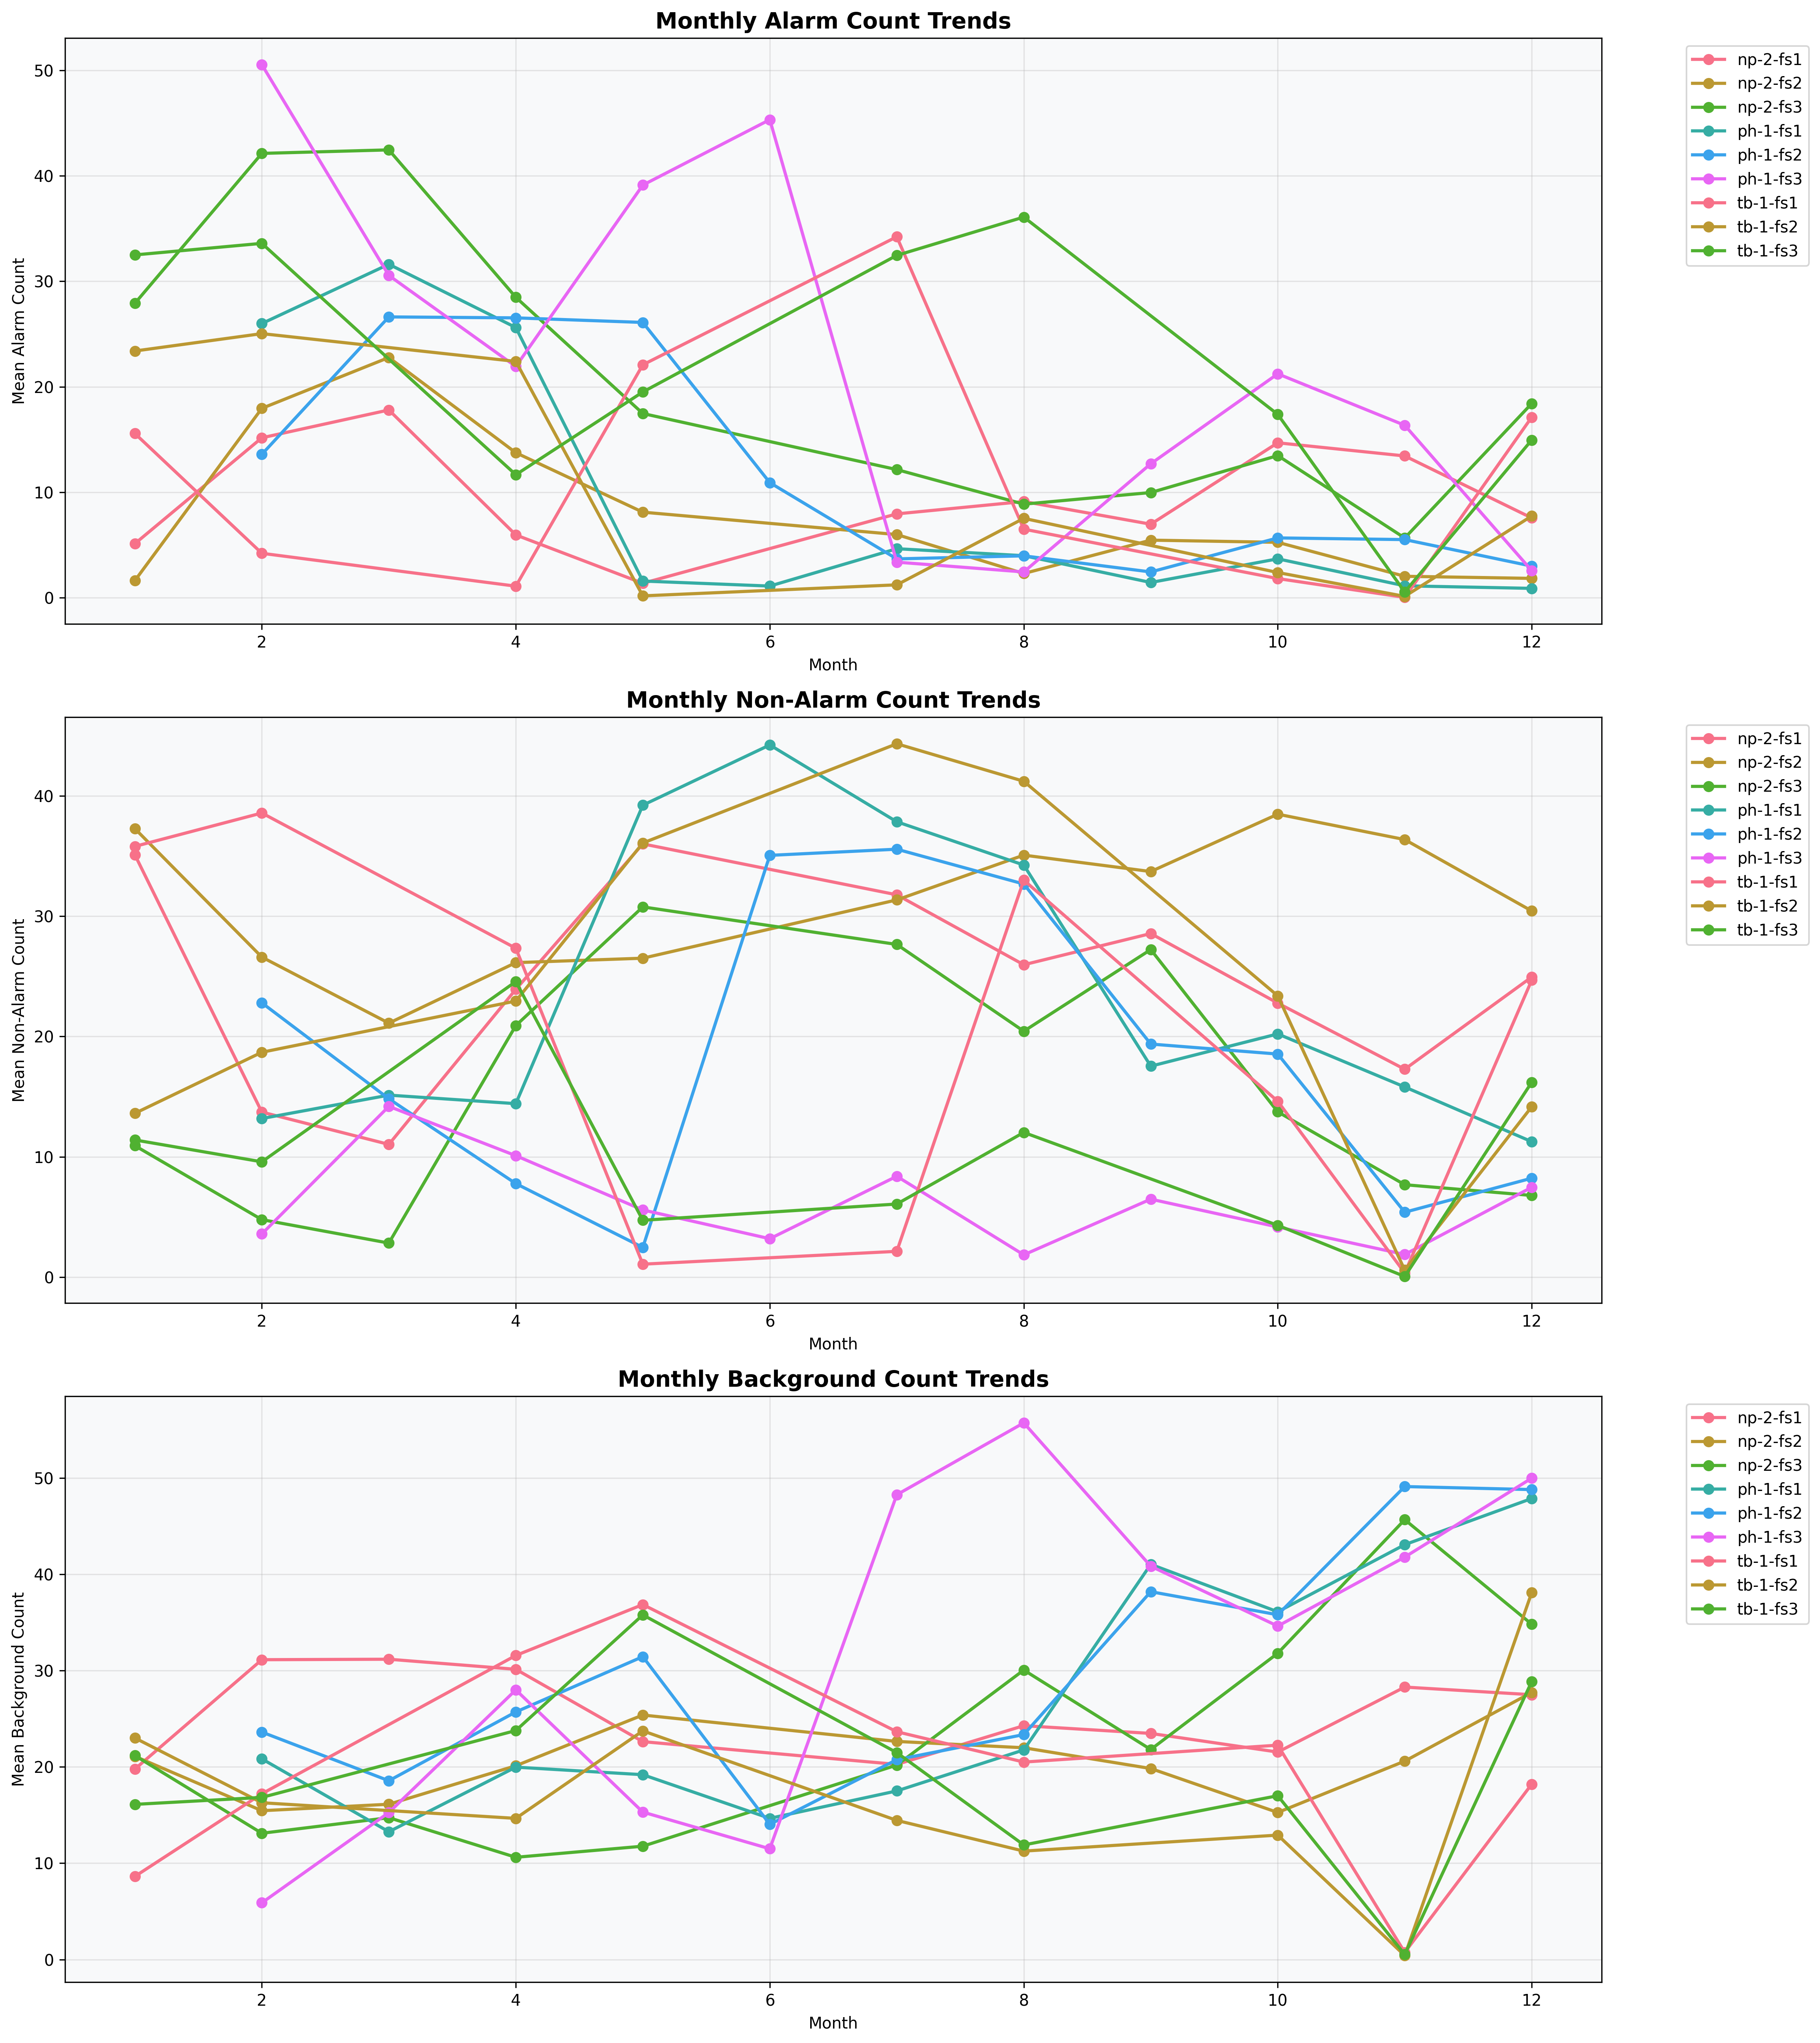 Monthly Alarm Count Trends
50
40
30
20
10
0
Mean Alarm Count
2 4 6 8 10 12
Month
np-2-fs1
np-2-fs2
np-2-fs3
ph-1-fs1
ph-1-fs2
ph-1-fs3
tb-1-fs1
tb-1-fs2
tb-1-fs3
Monthly Non-Alarm Count Trends
40
30
20
10
0
Mean Non-Alarm Count
2 4 6 8 10 12
Month
np-2-fs1
np-2-fs2
np-2-fs3
ph-1-fs1
ph-1-fs2
ph-1-fs3
tb-1-fs1
tb-1-fs2
tb-1-fs3
Monthly Background Count Trends
50
40
30
20
10
0
Mean Background Count
2 4 6 8 10 12
Month
np-2-fs1
np-2-fs2
np-2-fs3
ph-1-fs1
ph-1-fs2
ph-1-fs3
tb-1-fs1
tb-1-fs2
tb-1-fs3